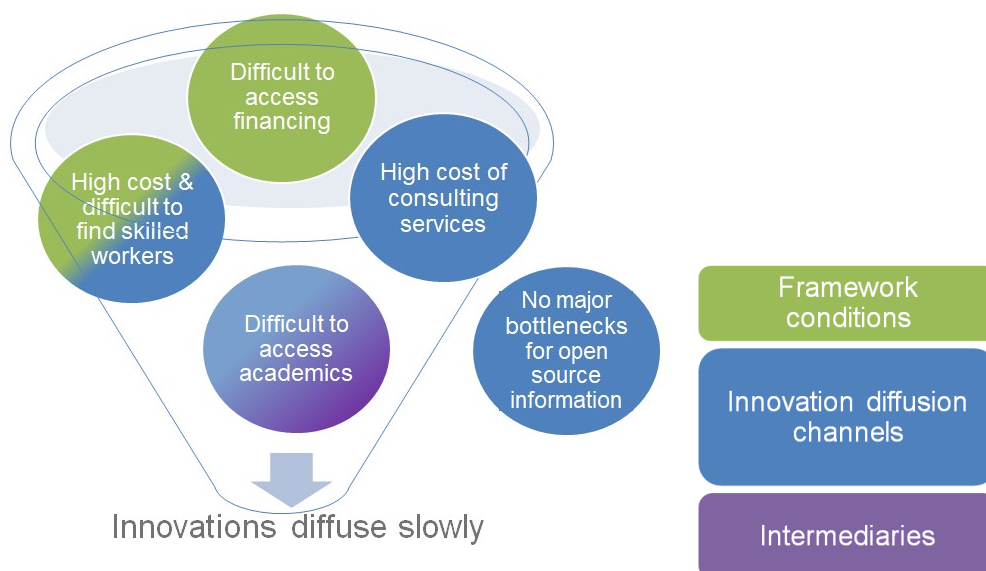 Difficult to
access
financing
High cost &
difficult to
find skilled
workers
High cost of
consulting
services
Difficult to
access
academics
No major
bottlenecks
for open
source
information
Innovations diffuse slowly
Framework
conditions
Innovation diffusion
channels
Intermediaries